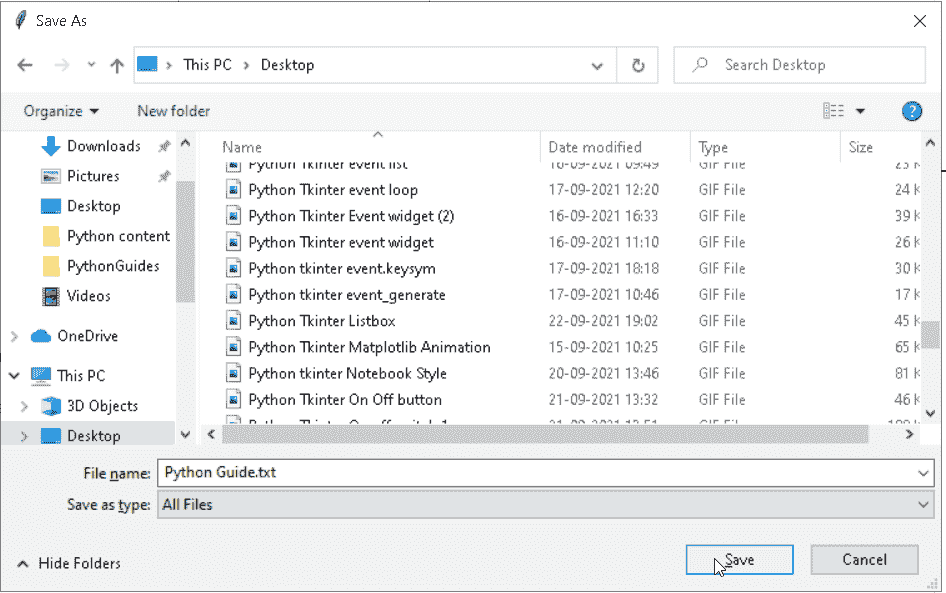 Save As
This PC > Desktop
Search Desktop
Organize
New folder
?
Name Date modified Type Size
Downloads
Pictures
Desktop
Python content
PythonGuides
Videos
OneDrive
This PC
3D Objects
Desktop
Python Tkinter event list 16-09-2021 09:49 GIF File 23 K
Python Tkinter event loop 17-09-2021 12:20 GIF File 24 K
Python Tkinter Event widget (2) 16-09-2021 16:33 GIF File 39 K
Python Tkinter event widget 16-09-2021 11:10 GIF File 26 K
Python tkinter event.keysym 17-09-2021 18:18 GIF File 30 K
Python tkinter event_generate 17-09-2021 10:46 GIF File 17 K
Python Tkinter Listbox 22-09-2021 19:02 GIF File 45 K
Python Tkinter Matplotlib Animation 15-09-2021 10:25 GIF File 65 K
Python tkinter Notebook Style 20-09-2021 13:46 GIF File 81 K
Python Tkinter On Off button 21-09-2021 13:32 GIF File 46 K
File name: Python Guide.txt
Save as type: All Files
Hide Folders
Save
Cancel